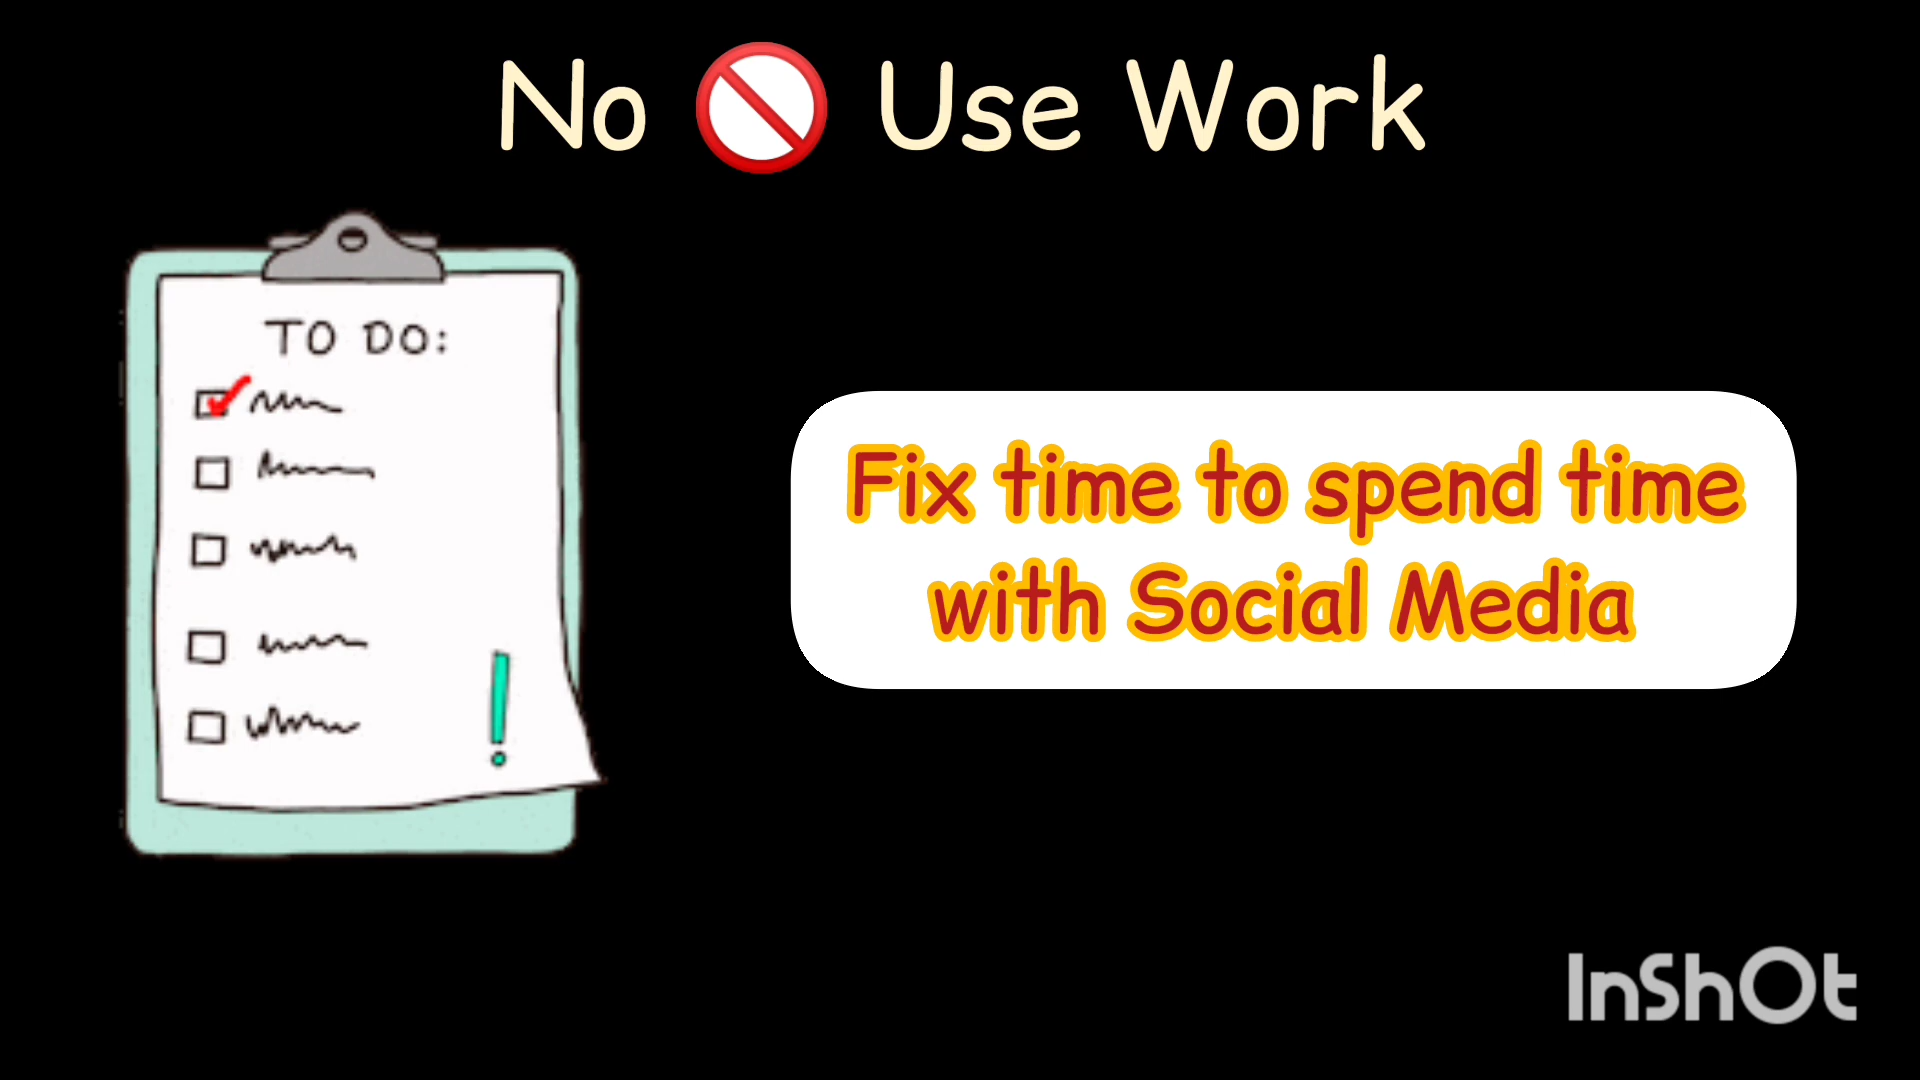 No 🚫 Use Work
TO DO:
Fix time to spend time
with Social Media
InShOt